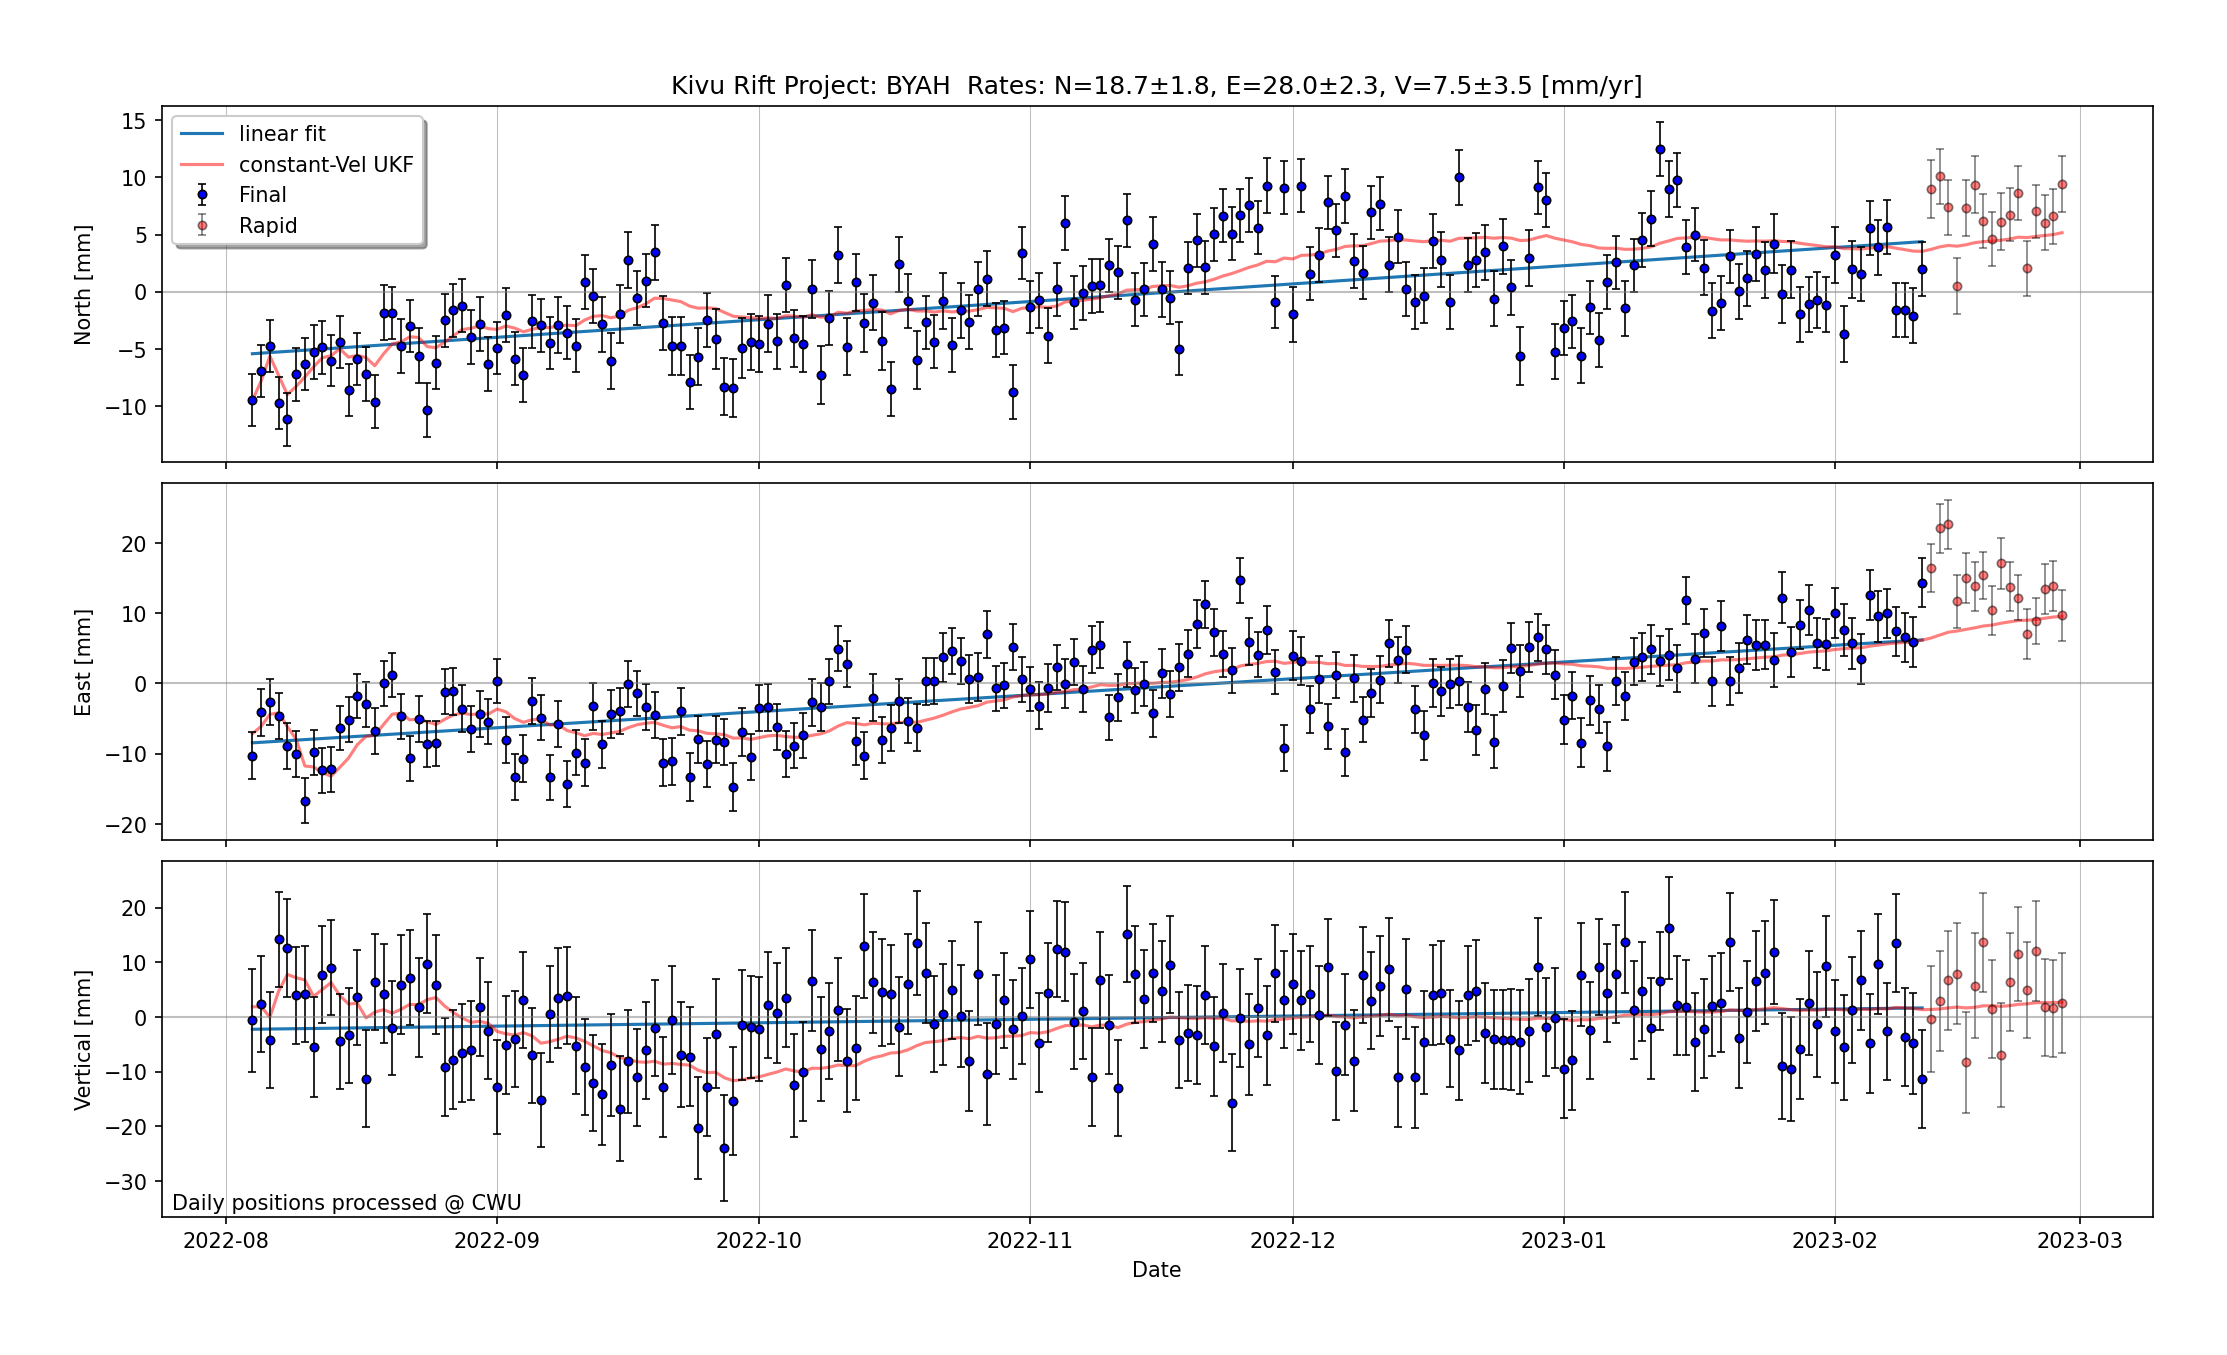 Kivu Rift Project: BYAH  Rates: N=18.7±1.8, E=28.0±2.3, V=7.5±3.5 [mm/yr]
linear fit
constant-Vel UKF
Final
Rapid
North [mm]
15
10
5
0
−5
−10
East [mm]
20
10
0
−10
−20
Vertical [mm]
20
10
0
−10
−20
−30
Daily positions processed @ CWU
2022-08 2022-09 2022-10 2022-11 2022-12 2023-01 2023-02 2023-03
Date